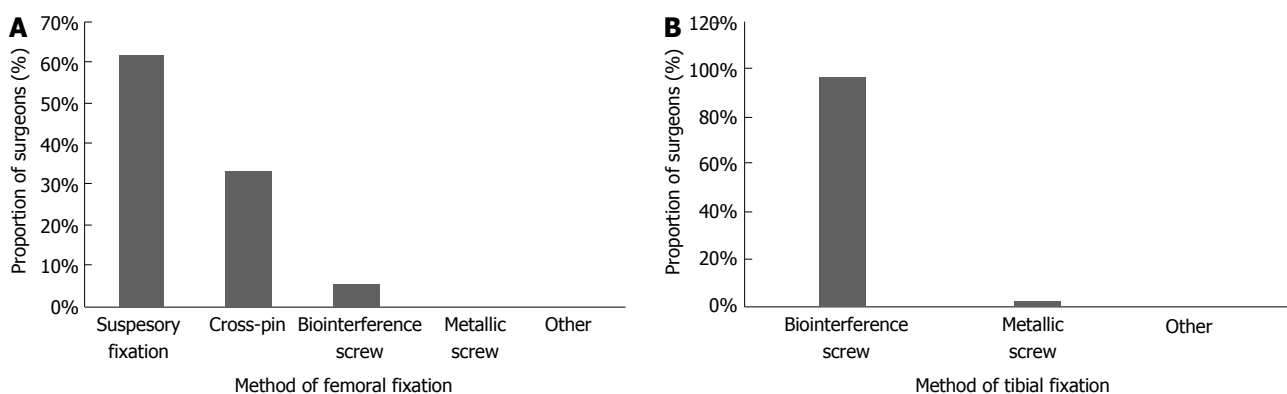 A
Proportion of surgeons (%)
70%
60%
50%
40%
30%
20%
10%
0%
Suspesory
fixation
Cross-pin
Biointerference
screw
Metallic
screw
Other
Method of femoral fixation
B
Proportion of surgeons (%)
120%
100%
80%
60%
40%
20%
0%
Biointerference
screw
Metallic
screw
Other
Method of tibial fixation